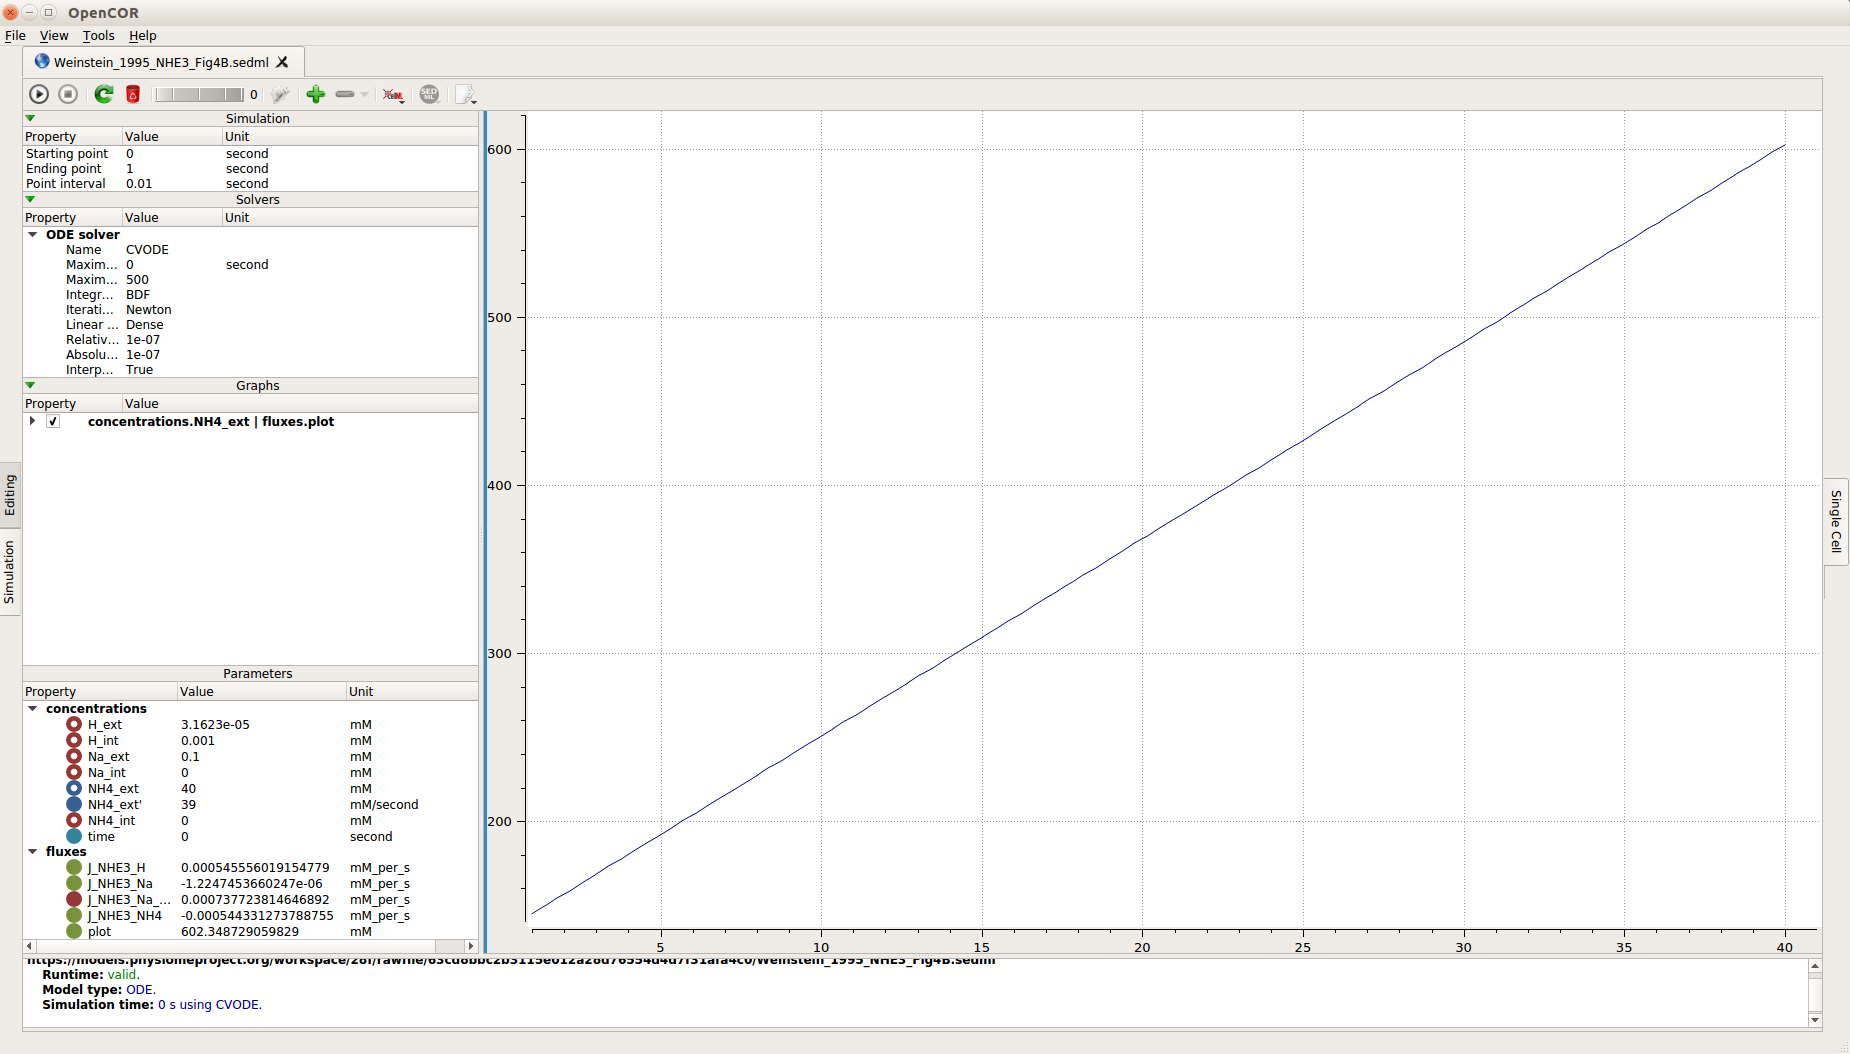 OpenCOR
File View Tools Help
Weinstein_1995_NHE3_Fig4B.sedml
0
Simulation
Property Value Unit
Starting point 0 second
Ending point 1 second
Point interval 0.01 second
Solvers
Property Value Unit
ODE solver
Name CVODE
Maxim... 0 second
Maxim... 500
Integr... BDF
Iterati... Newton
Linear ... Dense
Relativ... 1e-07
Absolu... 1e-07
Interp... True
Graphs
Property Value
concentrations.NH4_ext | fluxes.plot
Editing
Simulation
Parameters
Property Value Unit
concentrations
H_ext 3.1623e-05 mM
H_int 0.001 mM
Na_ext 0.1 mM
Na_int 0 mM
NH4_ext 40 mM
NH4_ext' 39 mM/second
NH4_int 0 mM
time 0 second
fluxes
J_NHE3_H 0.000545556019154779 mM_per_s
J_NHE3_Na -1.2247453660247e-06 mM_per_s
J_NHE3_Na_... 0.000737723814646892 mM_per_s
J_NHE3_NH4 -0.000544331273788755 mM_per_s
plot 602.348729059829 mM
600
500
400
300
200
5 10 15 20 25 30 35 40
Single Cell
Runtime: valid.
Model type: ODE.
Simulation time: 0 s using CVODE.